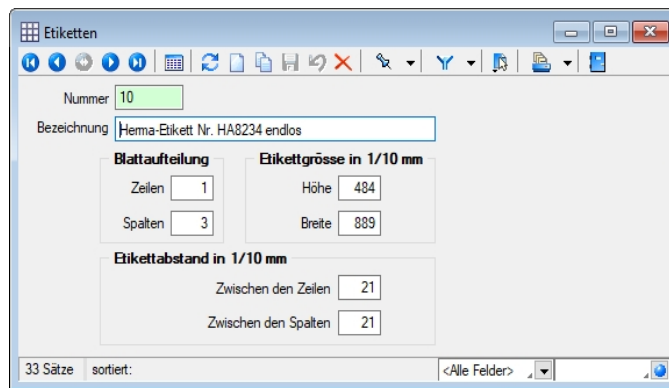 Etiketten
Nummer 10
Bezeichnung Herma-Etikett Nr. HA8234 endlos
Blattaufteilung Etikettgrösse in 1/10 mm
Zeilen 1 Höhe 484
Spalten 3 Breite 889
Etikettabstand in 1/10 mm
Zwischen den Zeilen 21
Zwischen den Spalten 21
33 Sätze sortiert: <Alle Felder>